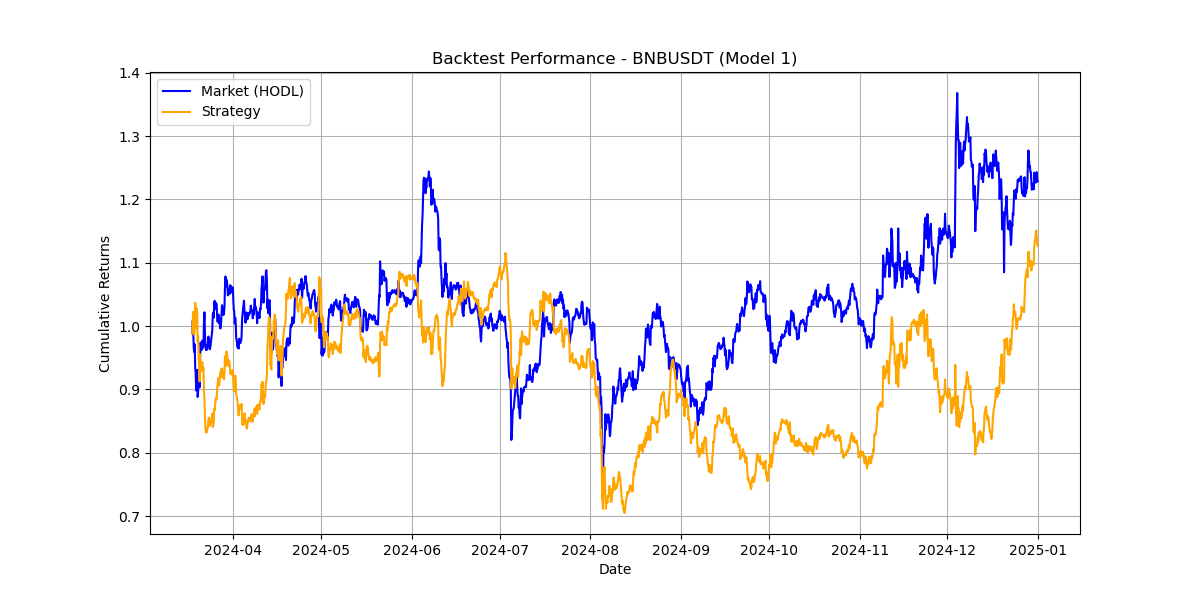 Backtest Performance - BNBUSDT (Model 1)
Market (HODL)
Strategy
Cumulative Returns
1.4
1.3
1.2
1.1
1.0
0.9
0.8
0.7
2024-04 2024-05 2024-06 2024-07 2024-08 2024-09 2024-10 2024-11 2024-12 2025-01
Date